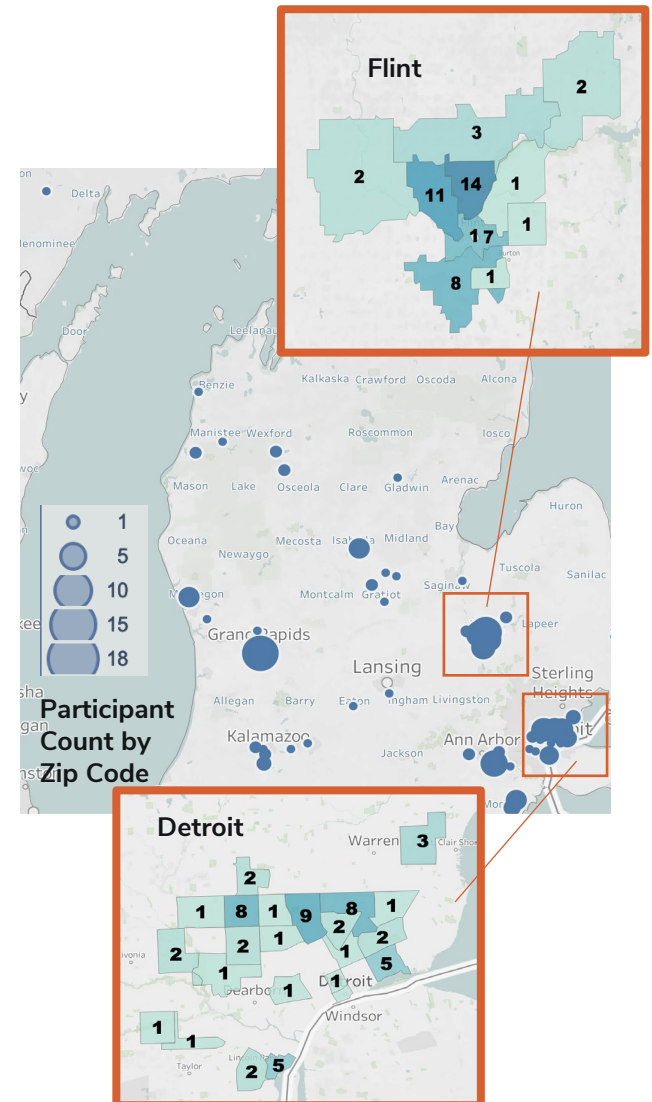 Flint
2
3
2
11
14
1
1
1 7
8
1
Delta
Door
Leelanau
Benzie
Kalkaska
Crawford
Oscoda
Alcona
Manistee
Wexford
Roscommon
Iosco
Mason
Lake
Osceola
Clare
Gladwin
Arenac
Huron
Bay
Oceana
Newaygo
Mecosta
Midland
Tuscola
Sanilac
Montcalm
Gratiot
Saginaw
1
5
10
15
18
Lapeer
Grand Rapids
Lansing
Sterling
Heights
Allegan
Barry
Eaton
Ingham
Livingston
Participant
Count by
Zip Code
Kalamazoo
Jackson
Ann Arbor
Detroit
Warren
3
2
1
8
1
9
8
1
2
2
2
1
2
1
5
1
1
Detroit
1
Dearborn
Windsor
1
1
Taylor
2
5